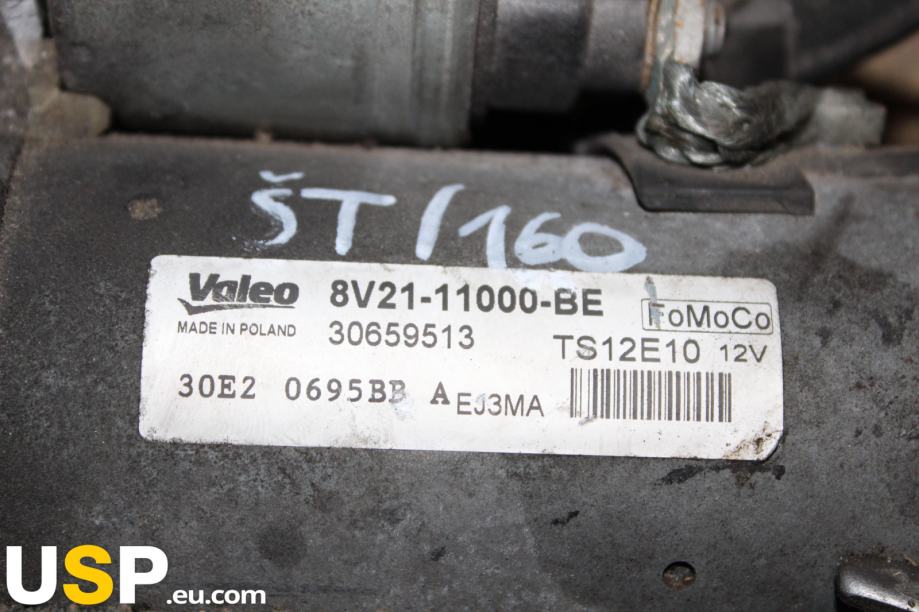 ŠT/160
Valeo 8V21-11000-BE FoMoCo
MADE IN POLAND 30659513 TS12E10 12V
30E2 0695BB A EJ3MA
USP.eu.com